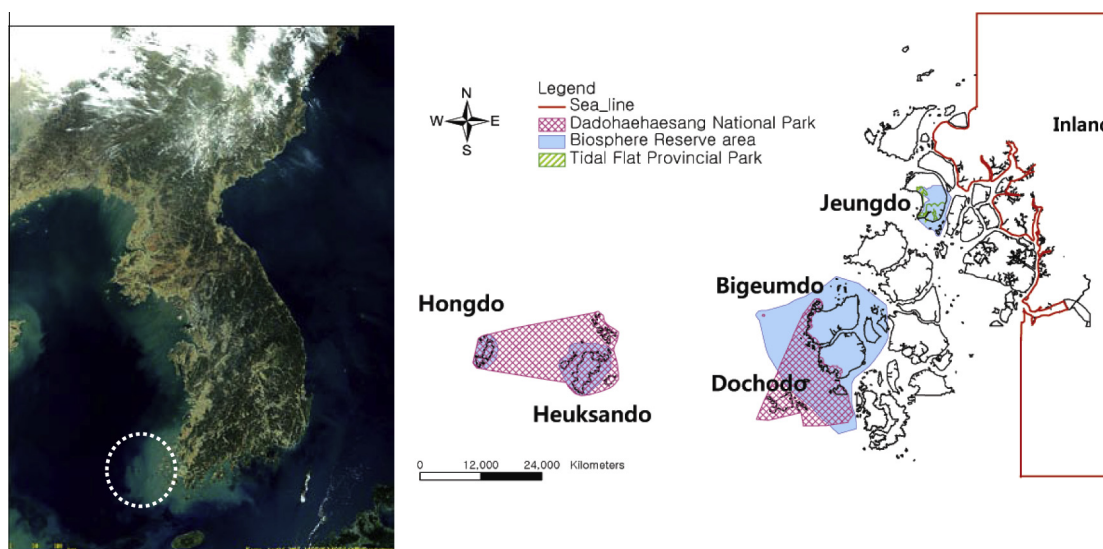 N
W E
S
Legend
Sea_line
Dadohaehaesang National Park
Biosphere Reserve area
Tidal Flat Provincial Park
Inland
Jeungdo
Bigeumdo
Hongdo
Dochodo
Heuksando
0 12,000 24,000 Kilometers